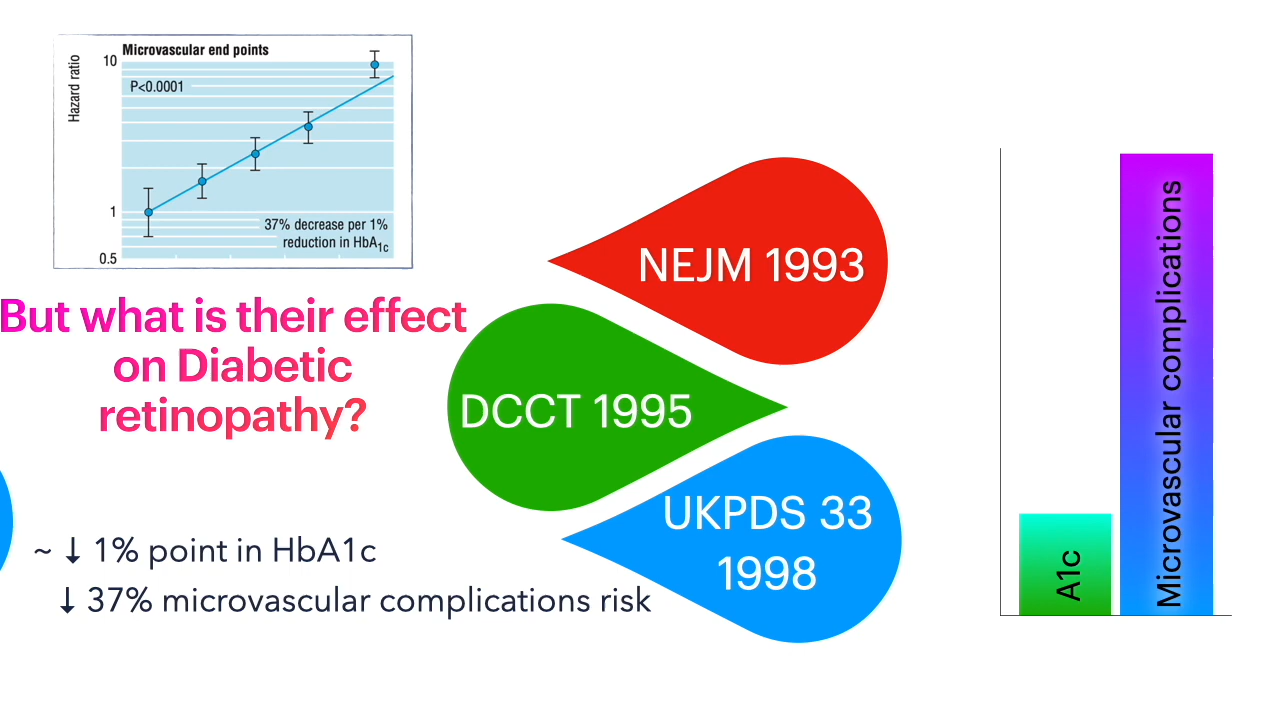 Microvascular end points
Hazard ratio
10
P<0.0001
1
37% decrease per 1%
reduction in HbA1c
0.5
But what is their effect
on Diabetic
retinopathy?
~ ↓ 1% point in HbA1c
↓ 37% microvascular complications risk
NEJM 1993
DCCT 1995
UKPDS 33
1998
A1c
Microvascular complications